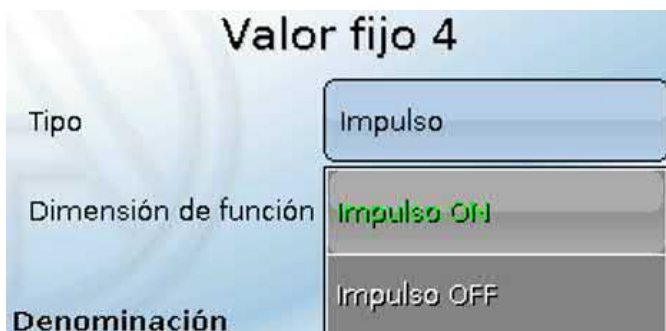 Valor fijo 4
Tipo Impulso
Dimensión de función Impulso ON
Impulso OFF
Denominación